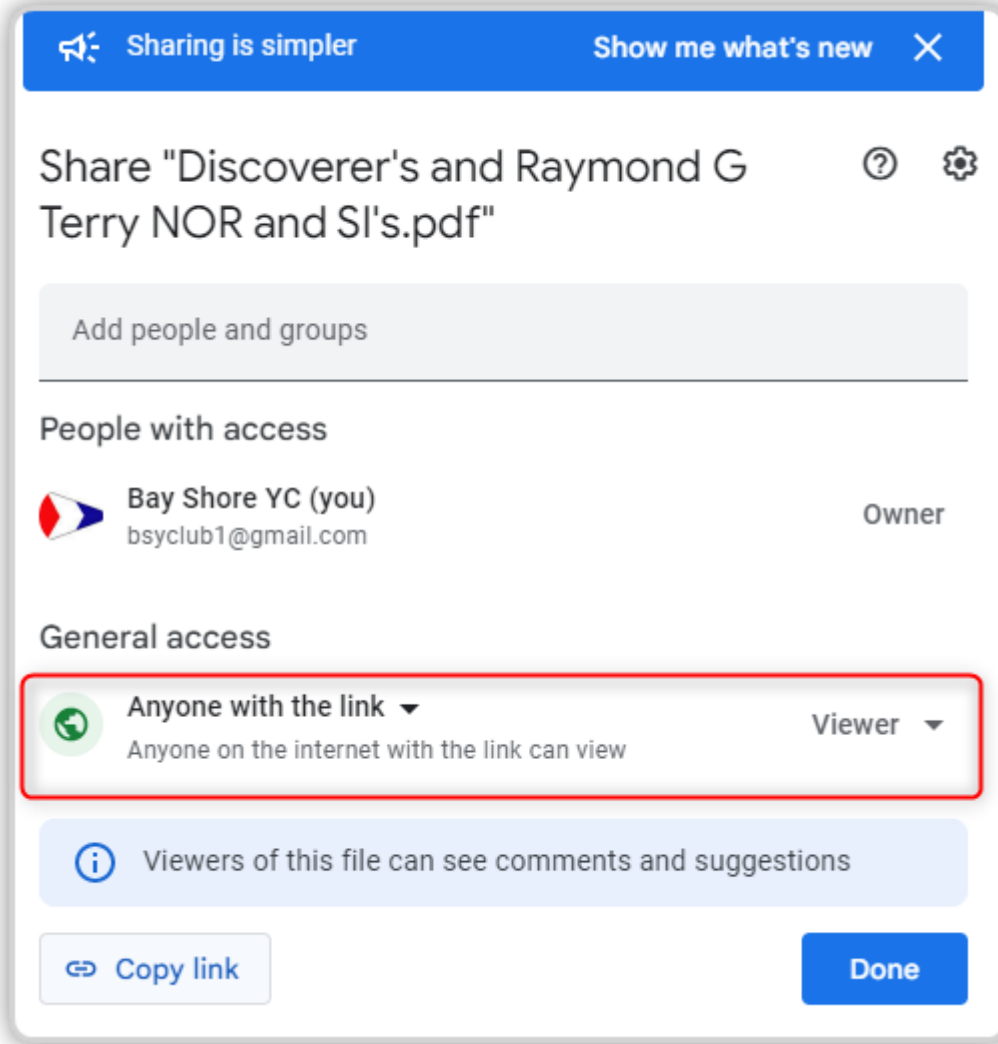 Sharing is simpler Show me what's new
Share "Discoverer's and Raymond G
Terry NOR and SI's.pdf"
Add people and groups
People with access
Bay Shore YC (you)
bsyclub1@gmail.com
Owner
General access
Anyone with the link
Anyone on the internet with the link can view
Viewer
Viewers of this file can see comments and suggestions
Copy link Done